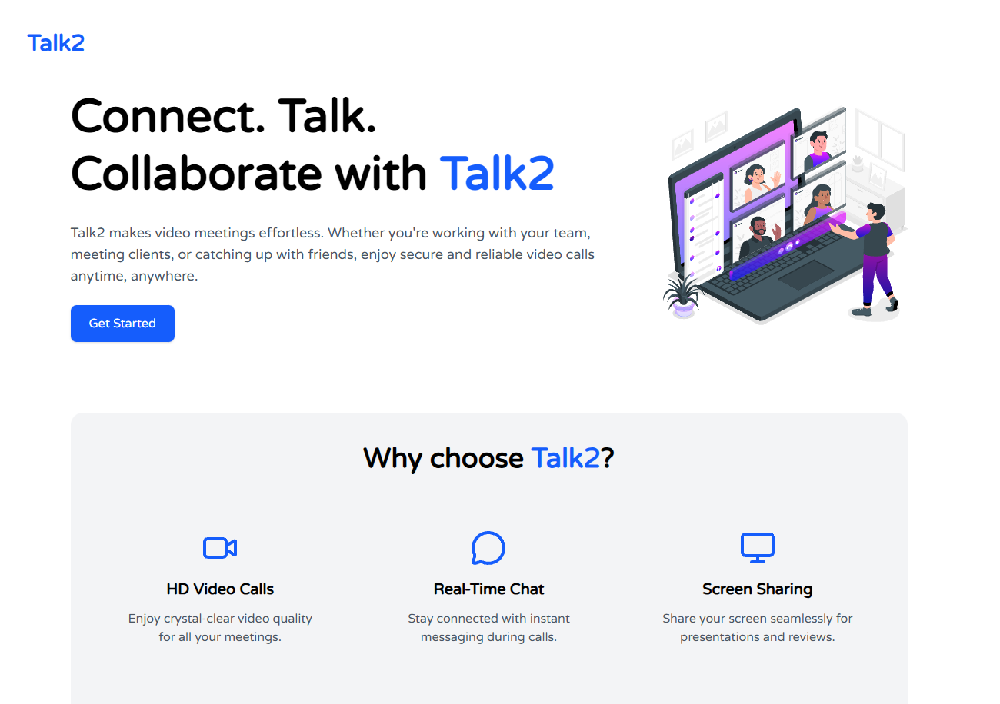 Talk2
Connect. Talk.
Collaborate with Talk2
Talk2 makes video meetings effortless. Whether you're working with your team,
meeting clients, or catching up with friends, enjoy secure and reliable video calls
anytime, anywhere.
Get Started
Why choose Talk2?
HD Video Calls
Enjoy crystal-clear video quality
for all your meetings.
Real-Time Chat
Stay connected with instant
messaging during calls.
Screen Sharing
Share your screen seamlessly for
presentations and reviews.